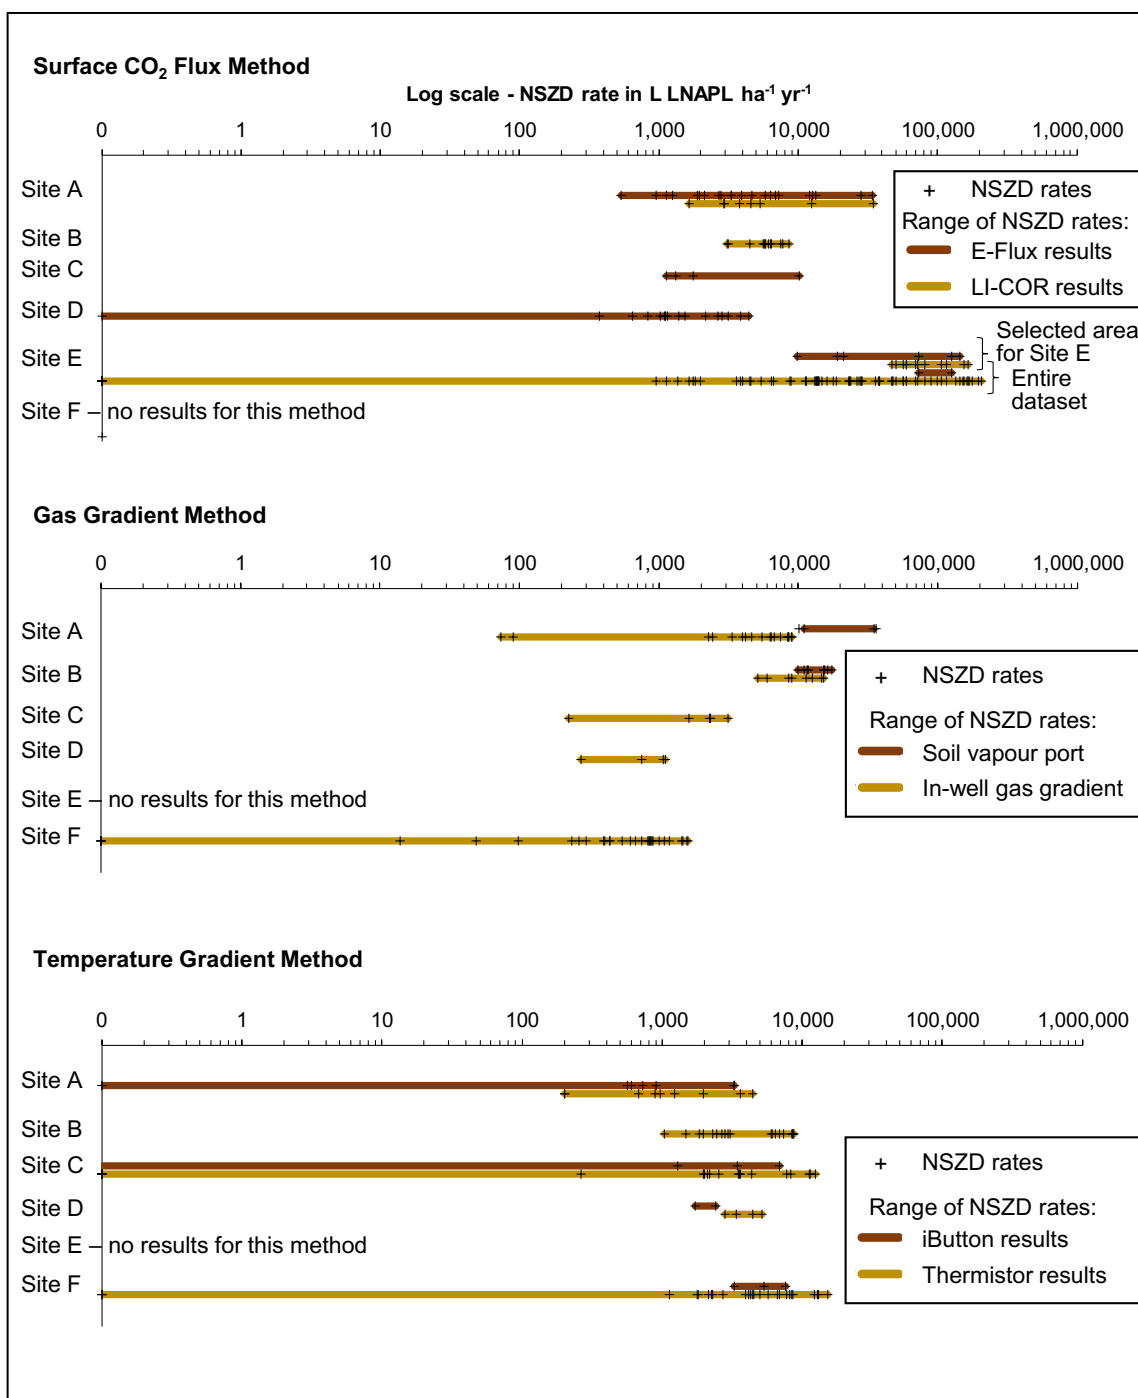 Surface CO₂ Flux Method
Log scale - NSZD rate in L LNAPL ha⁻¹ yr⁻¹
0 1 10 100 1,000 10,000 100,000 1,000,000
Site A
Site B
Site C
Site D
Site E
Site F
no results for this method
+ NSZD rates
Range of NSZD rates:
E-Flux results
LI-COR results
Selected area
for Site E
Entire
dataset
Gas Gradient Method
0 1 10 100 1,000 10,000 100,000 1,000,000
Site A
Site B
Site C
Site D
Site E
no results for this method
Site F
+ NSZD rates
Range of NSZD rates:
Soil vapour port
In-well gas gradient
Temperature Gradient Method
0 1 10 100 1,000 10,000 100,000 1,000,000
Site A
Site B
Site C
Site D
Site E
no results for this method
Site F
+ NSZD rates
Range of NSZD rates:
iButton results
Thermistor results